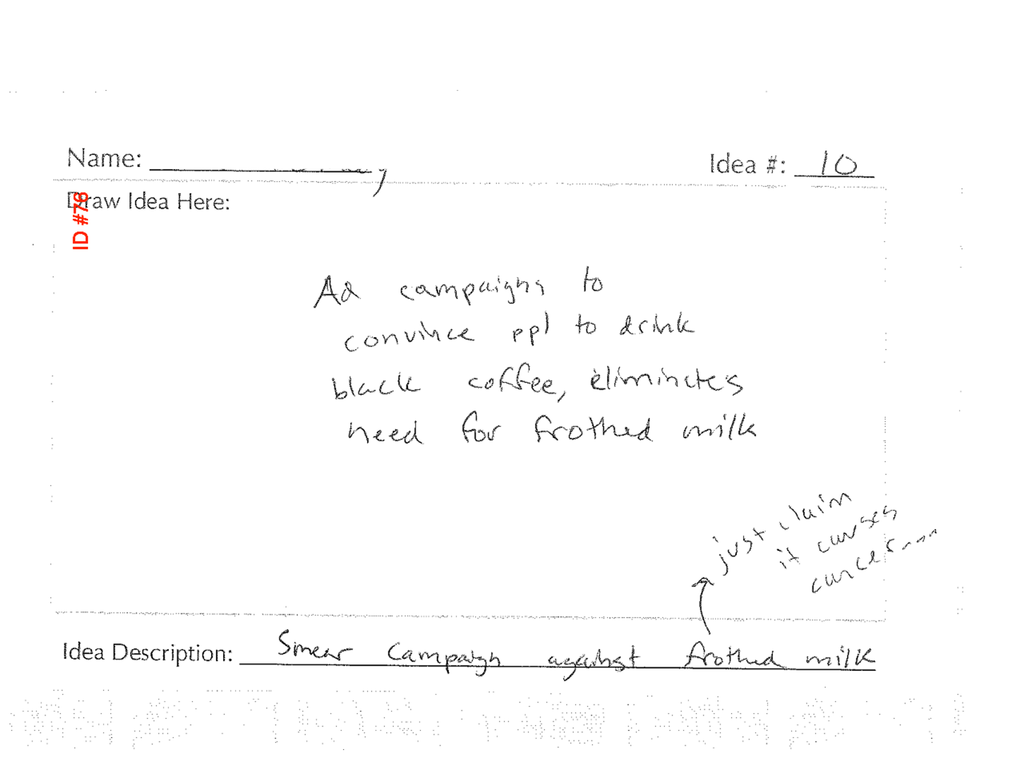 Name:
Idea #: 10
ID #78
Draw Idea Here:
Ad campaigns to
convince ppl to drink
black coffee, eliminates
need for frothed milk
just claim
it causes
cancer....
Idea Description: Smear Campaign against frothed milk